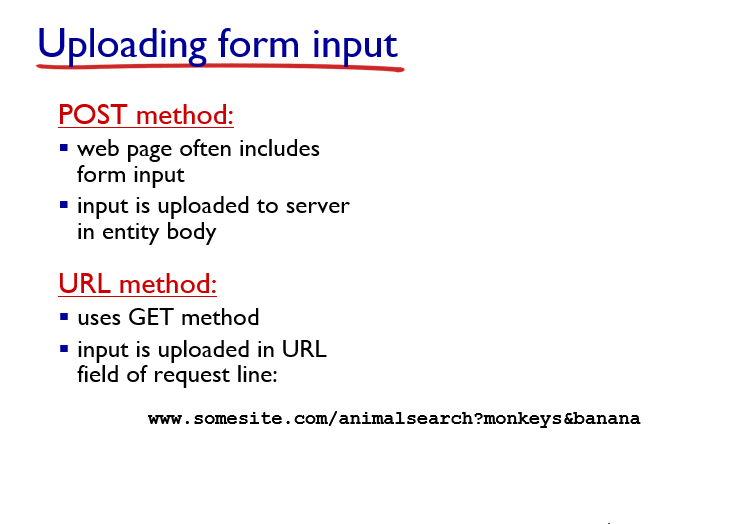 Uploading form input
POST method:
▪ web page often includes
form input
▪ input is uploaded to server
in entity body
URL method:
▪ uses GET method
▪ input is uploaded in URL
field of request line:
www.somesite.com/animalsearch?monkeys&banana